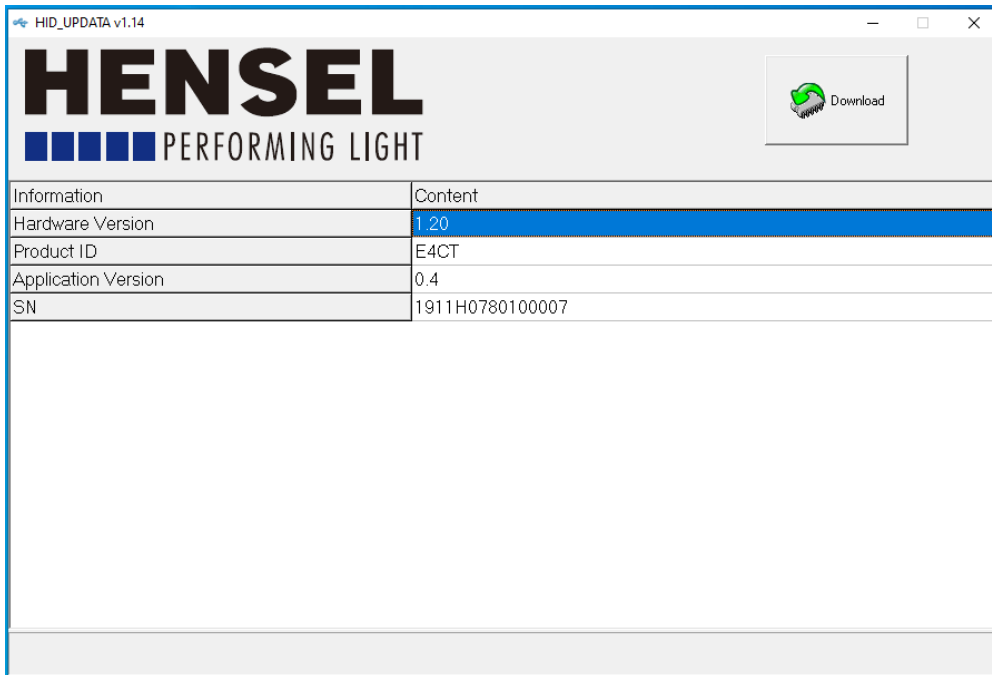 HID_UPDATA v1.14
HENSEL
PERFORMING LIGHT
Download
Information Content
Hardware Version 1.20
Product ID E4CT
Application Version 0.4
SN 1911H0780100007